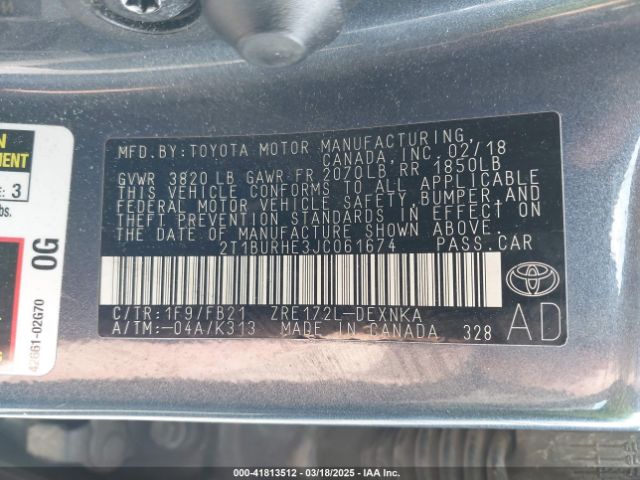 MFD.BY:TOYOTA MOTOR MANUFACTURING,
CANADA, INC. 02/18
GVWR 3820 LB GAWR FR 2070LB RR 1850LB
THIS VEHICLE CONFORMS TO ALL APPLICABLE
FEDERAL MOTOR VEHICLE SAFETY,BUMPER,AND
THEFT PREVENTION STANDARDS IN EFFECT ON
THE DATE OF MANUFACTURE SHOWN ABOVE.
2T1BURHE3JC061674 PASS.CAR
C/TR:1F9/FB21 ZRE172L-DEXNKA
A/TM:-04A/K313 MADE IN CANADA 328
AD
3
lbs.
0G
42661-02G70
000-41813512 — 03/18/2025 — IAA Inc.